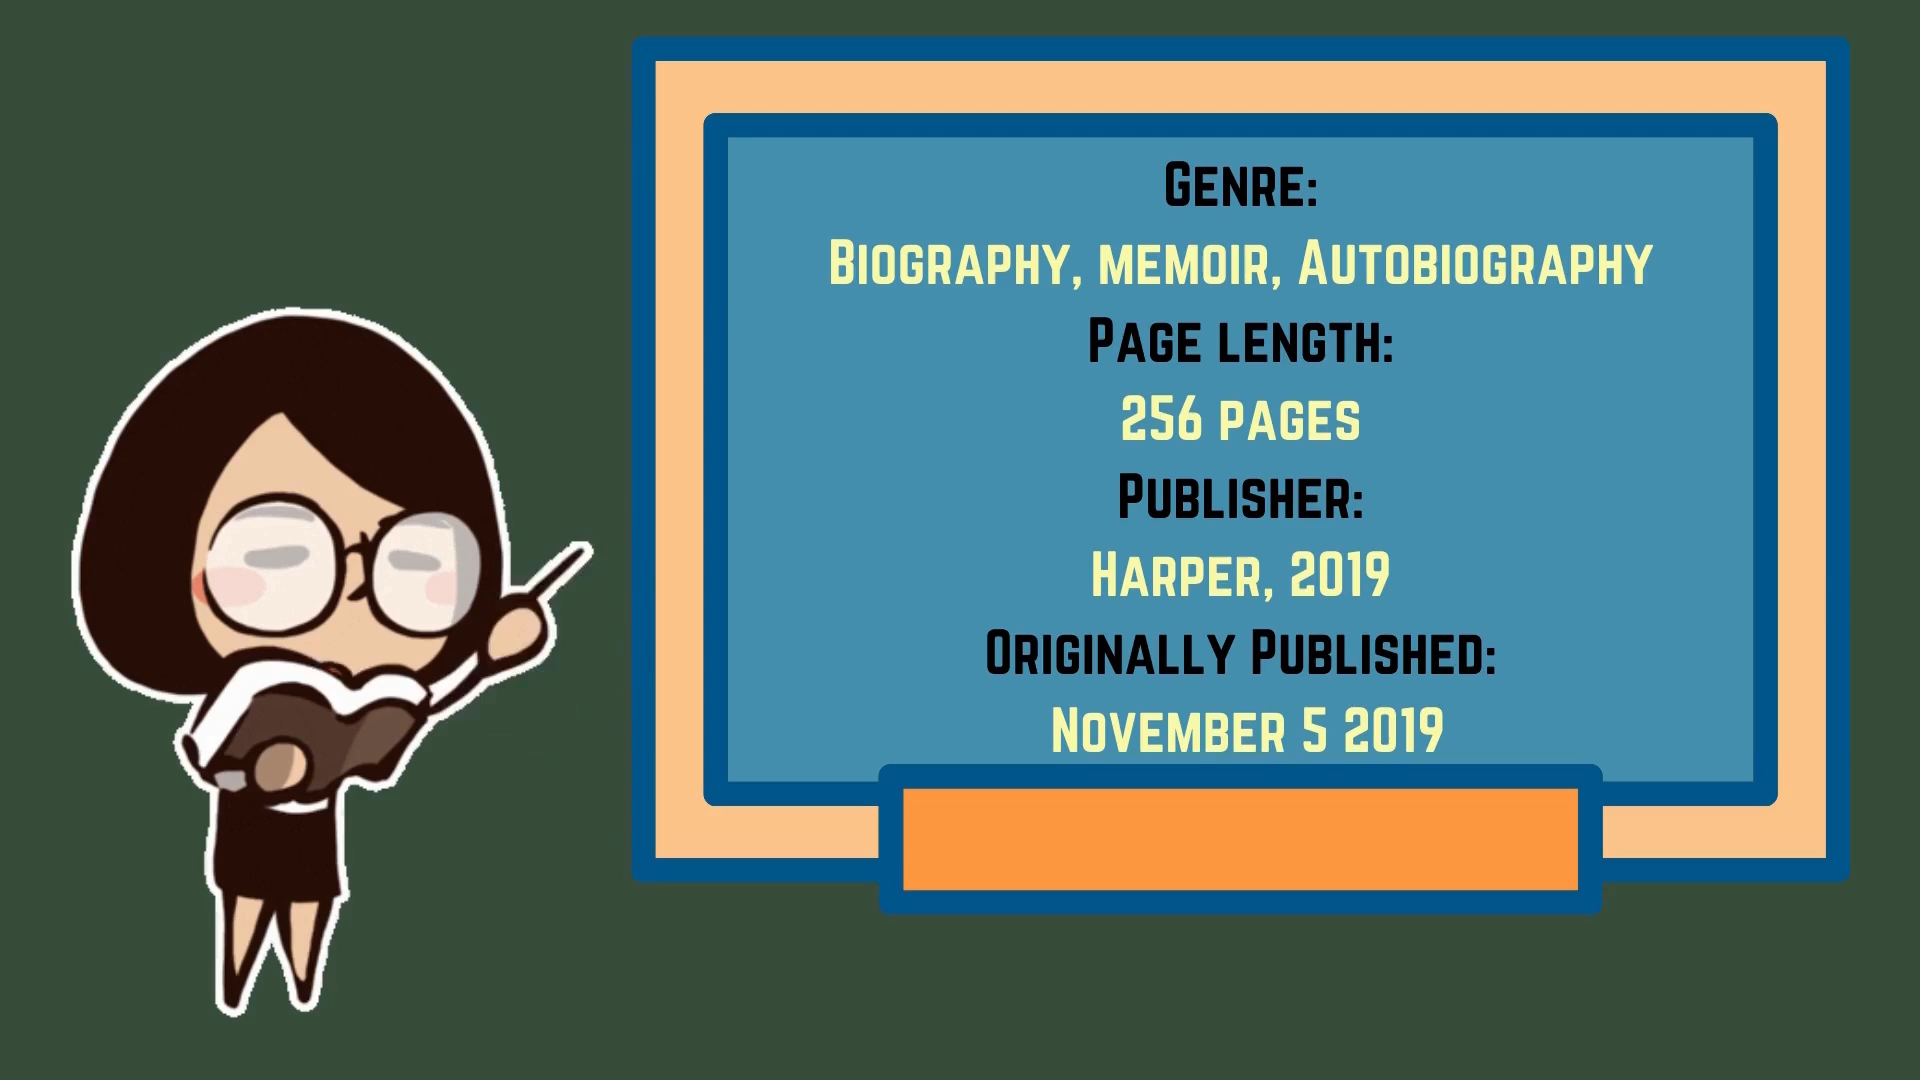 Genre:
Biography, memoir, Autobiography
Page length:
256 pages
Publisher:
Harper, 2019
Originally Published:
November 5 2019